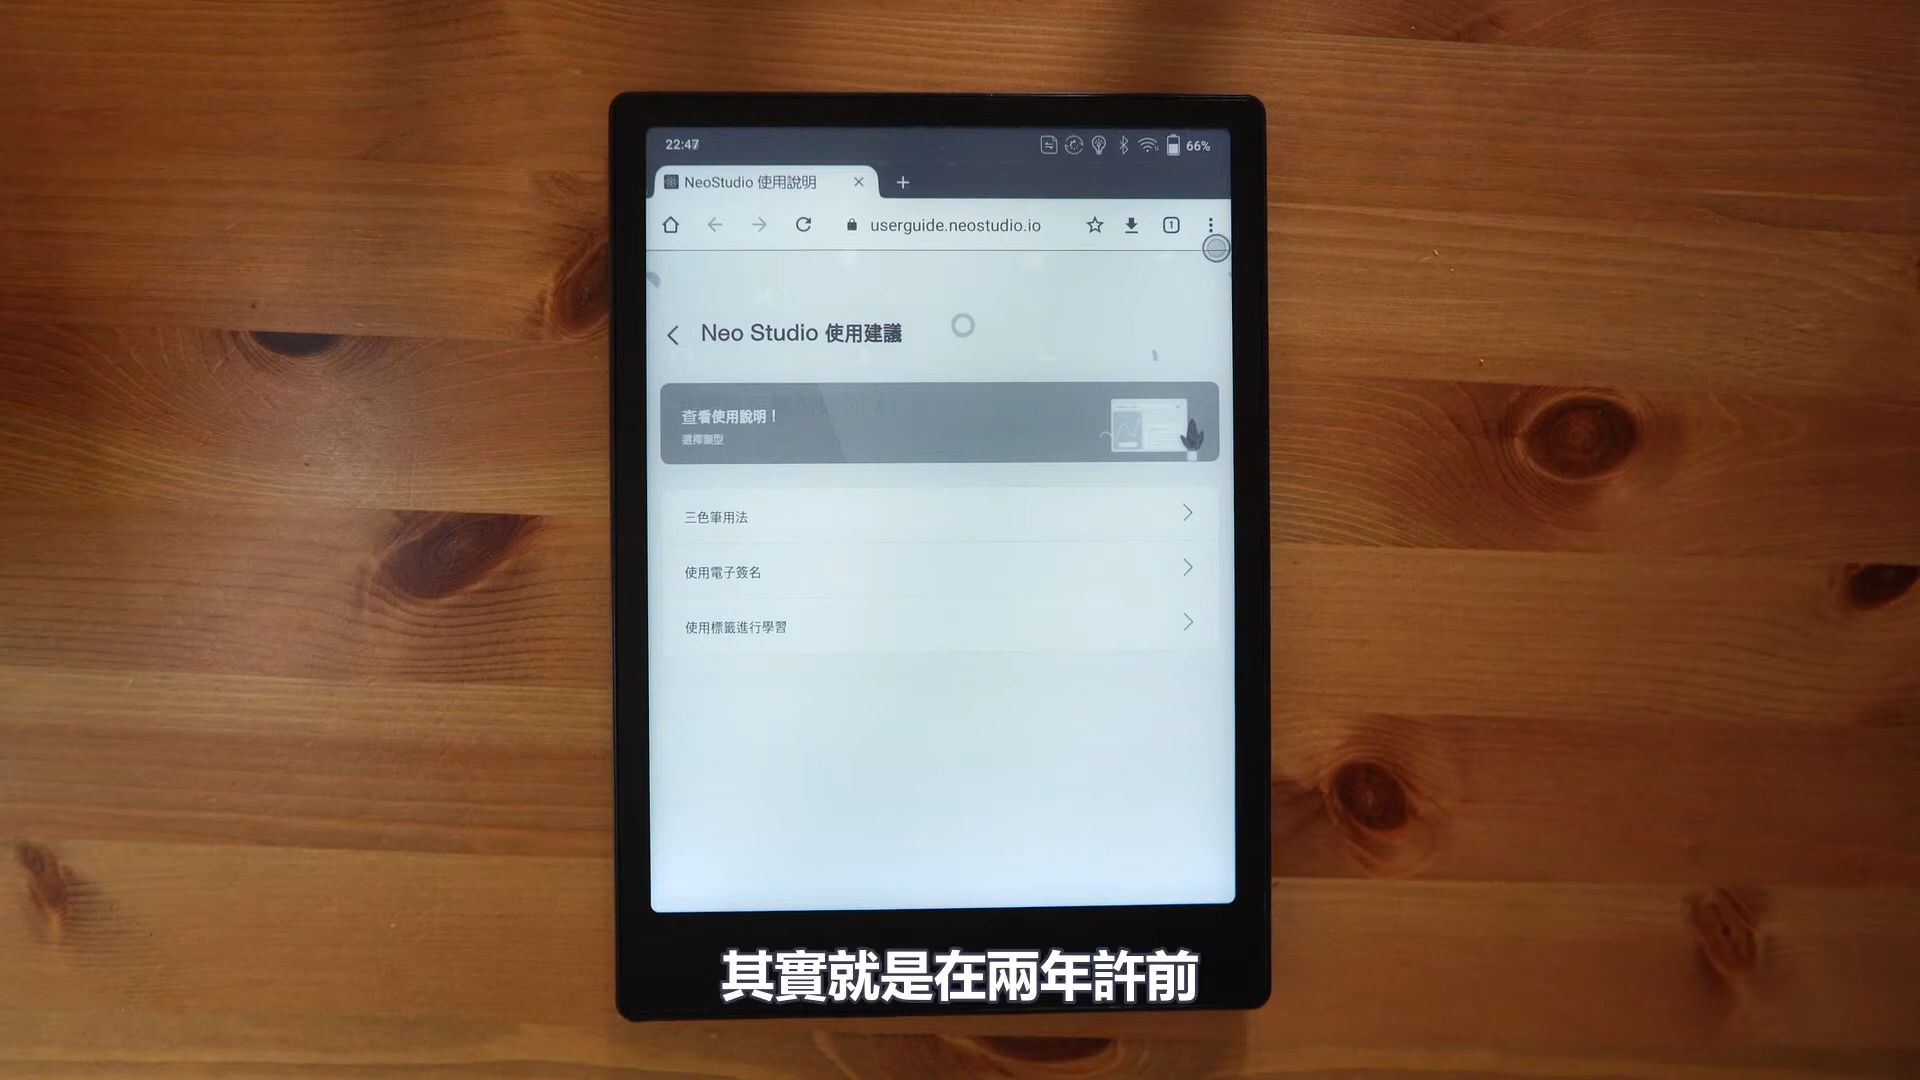 22:47
66%
NeoStudio 使用說明
userguide.neostudio.io
1
Neo Studio 使用建議
查看使用說明！
選擇類型
三色筆用法
使用電子簽名
使用標籤進行學習
其實就是在兩年許前